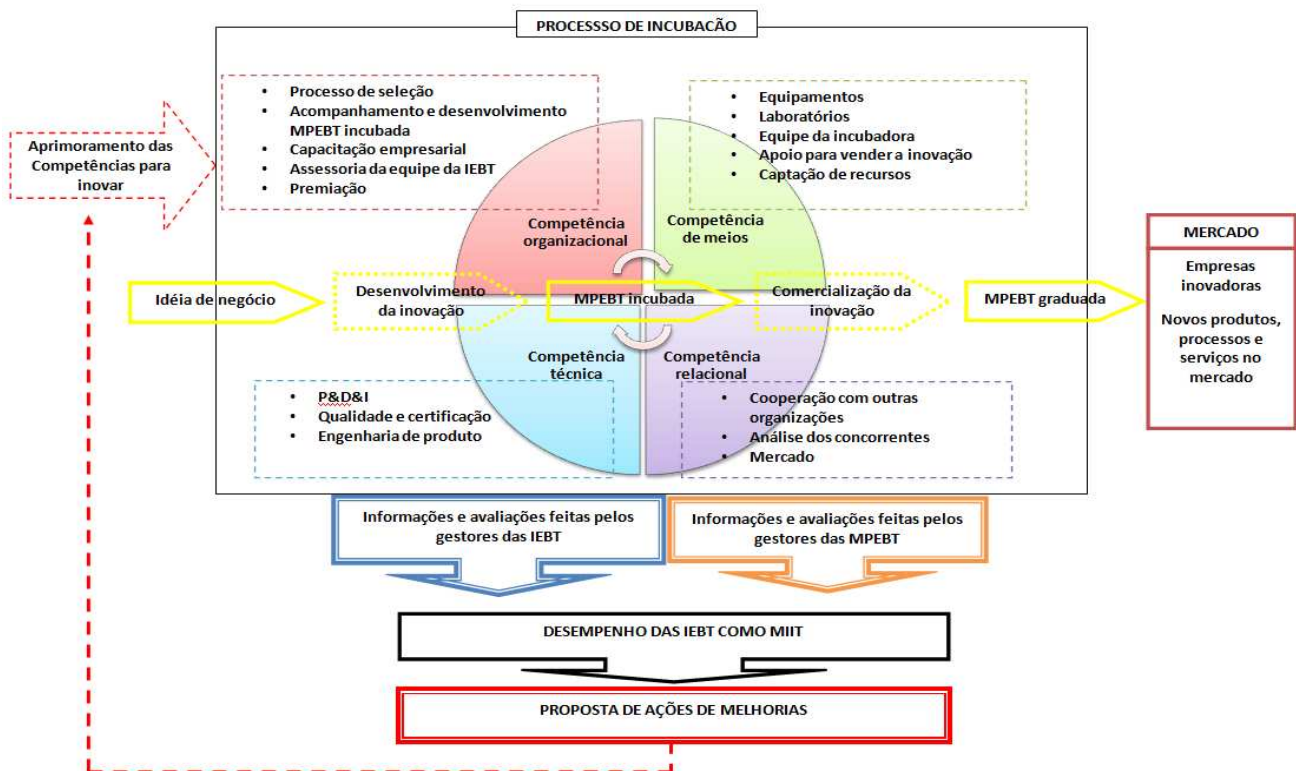 PROCESSSO DE INCUBACÃO
Aprimoramento das
Competências para
inovar
• Processo de seleção
• Acompanhamento e desenvolvimento
MPEBT incubada
• Capacitação empresarial
• Assessoria da equipe da IEBT
• Premiação
• Equipamentos
• Laboratórios
• Equipe da incubadora
• Apoio para vender a inovação
• Captação de recursos
Competência
organizacional
Competência
de meios
Idéia de negócio
Desenvolvimento
da inovação
MPEBT incubada
Comercialização da
inovação
MPEBT graduada
MERCADO
Empresas
inovadoras
Novos produtos,
processos e
serviços no
mercado
Competência
técnica
Competência
relacional
• P&D&I
• Qualidade e certificação
• Engenharia de produto
• Cooperação com outras
organizações
• Análise dos concorrentes
• Mercado
Informações e avaliações feitas pelos
gestores das IEBT
Informações e avaliações feitas pelos
gestores das MPEBT
DESEMPENHO DAS IEBT COMO MIIT
PROPOSTA DE AÇÕES DE MELHORIAS